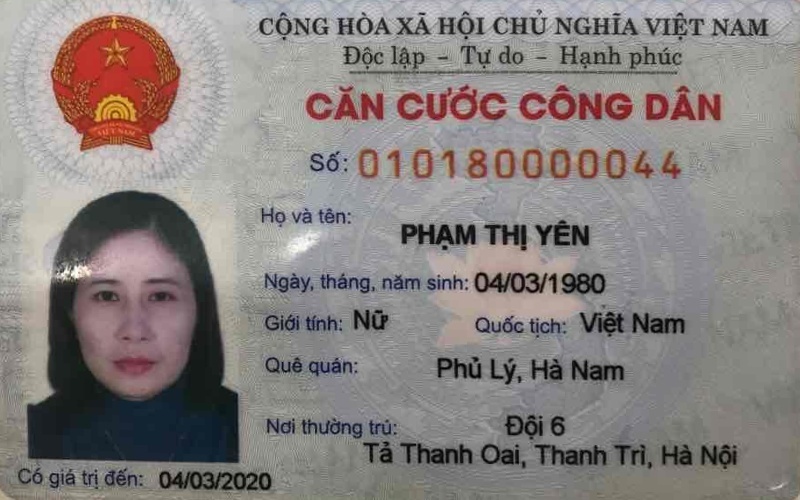 CỘNG HÒA XÃ HỘI CHỦ NGHĨA VIỆT NAM
Độc lập - Tự do - Hạnh phúc
CĂN CƯỚC CÔNG DÂN
Số: 010180000044
Họ và tên: PHẠM THỊ YÊN
Ngày, tháng, năm sinh: 04/03/1980
Giới tính: Nữ Quốc tịch: Việt Nam
Quê quán: Phủ Lý, Hà Nam
Nơi thường trú: Đội 6
Tả Thanh Oai, Thanh Trì, Hà Nội
Có giá trị đến: 04/03/2020
VIỆT NAM